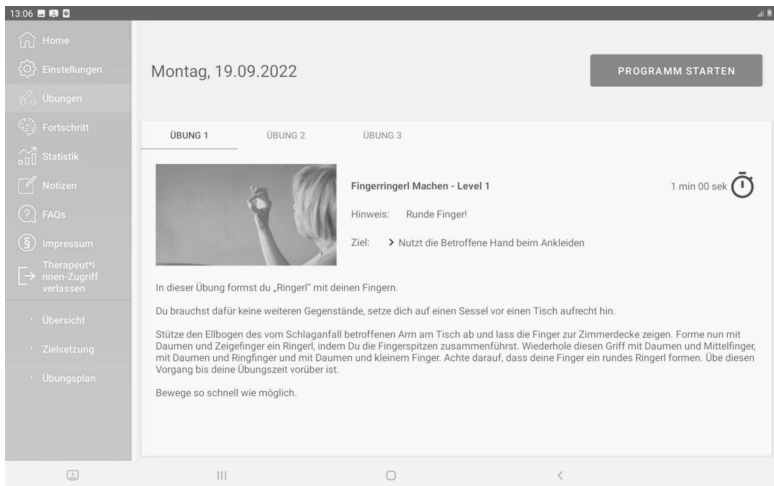 13:06
Home
Einstellungen
Übungen
Fortschritt
Statistik
Notizen
FAQs
Impressum
Therapeut*i
nnen-Zugriff
verlassen
Übersicht
Zielsetzung
Übungsplan
Montag, 19.09.2022
PROGRAMM STARTEN
ÜBUNG 1 ÜBUNG 2 ÜBUNG 3
Fingerringerl Machen - Level 1
1 min 00 sek
Hinweis: Runde Finger!
Ziel: > Nutzt die Betroffene Hand beim Ankleiden
In dieser Übung formst du „Ringerl" mit deinen Fingern.
Du brauchst dafür keine weiteren Gegenstände, setze dich auf einen Sessel vor einen Tisch aufrecht hin.
Stütze den Ellbogen des vom Schlaganfall betroffenen Arm am Tisch ab und lass die Finger zur Zimmerdecke zeigen. Forme nun mit
Daumen und Zeigefinger ein Ringerl, indem Du die Fingerspitzen zusammenführst. Wiederhole diesen Griff mit Daumen und Mittelfinger,
mit Daumen und Ringfinger und mit Daumen und kleinem Finger. Achte darauf, dass deine Finger ein rundes Ringerl formen. Übe diesen
Vorgang bis deine Übungszeit vorüber ist.
Bewege so schnell wie möglich.